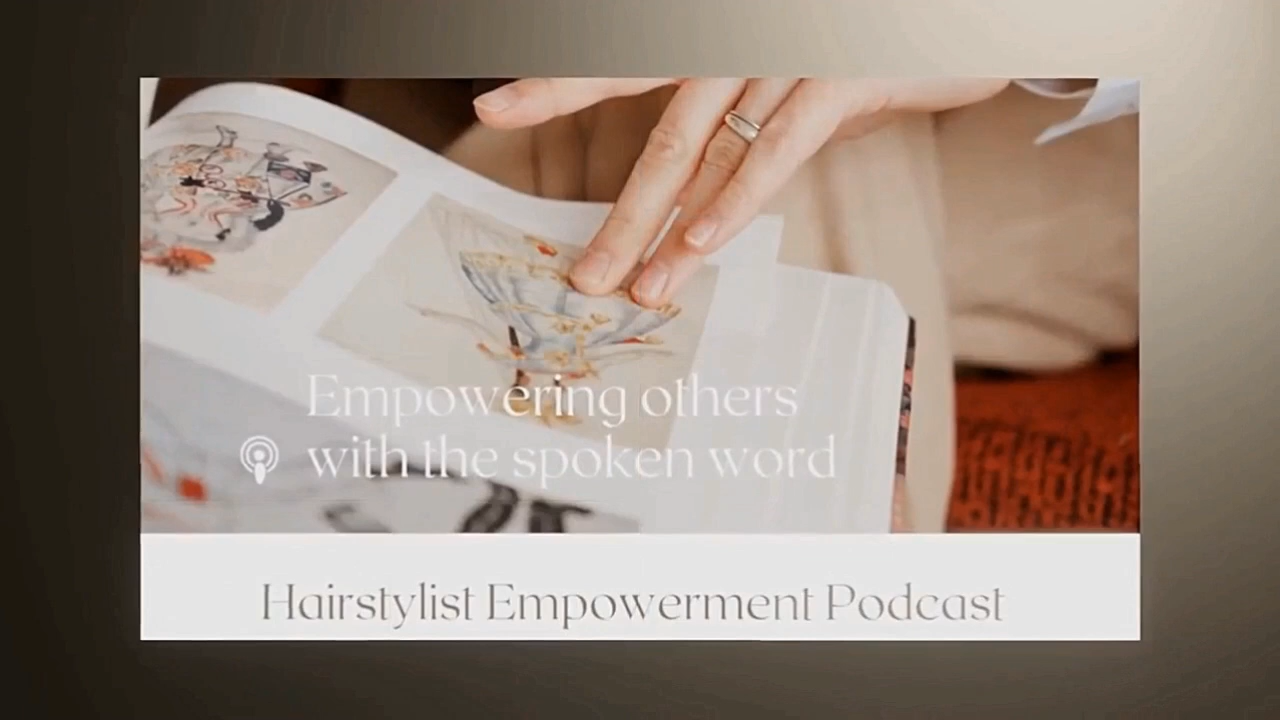 Empowering others
with the spoken word
Hairstylist Empowerment Podcast